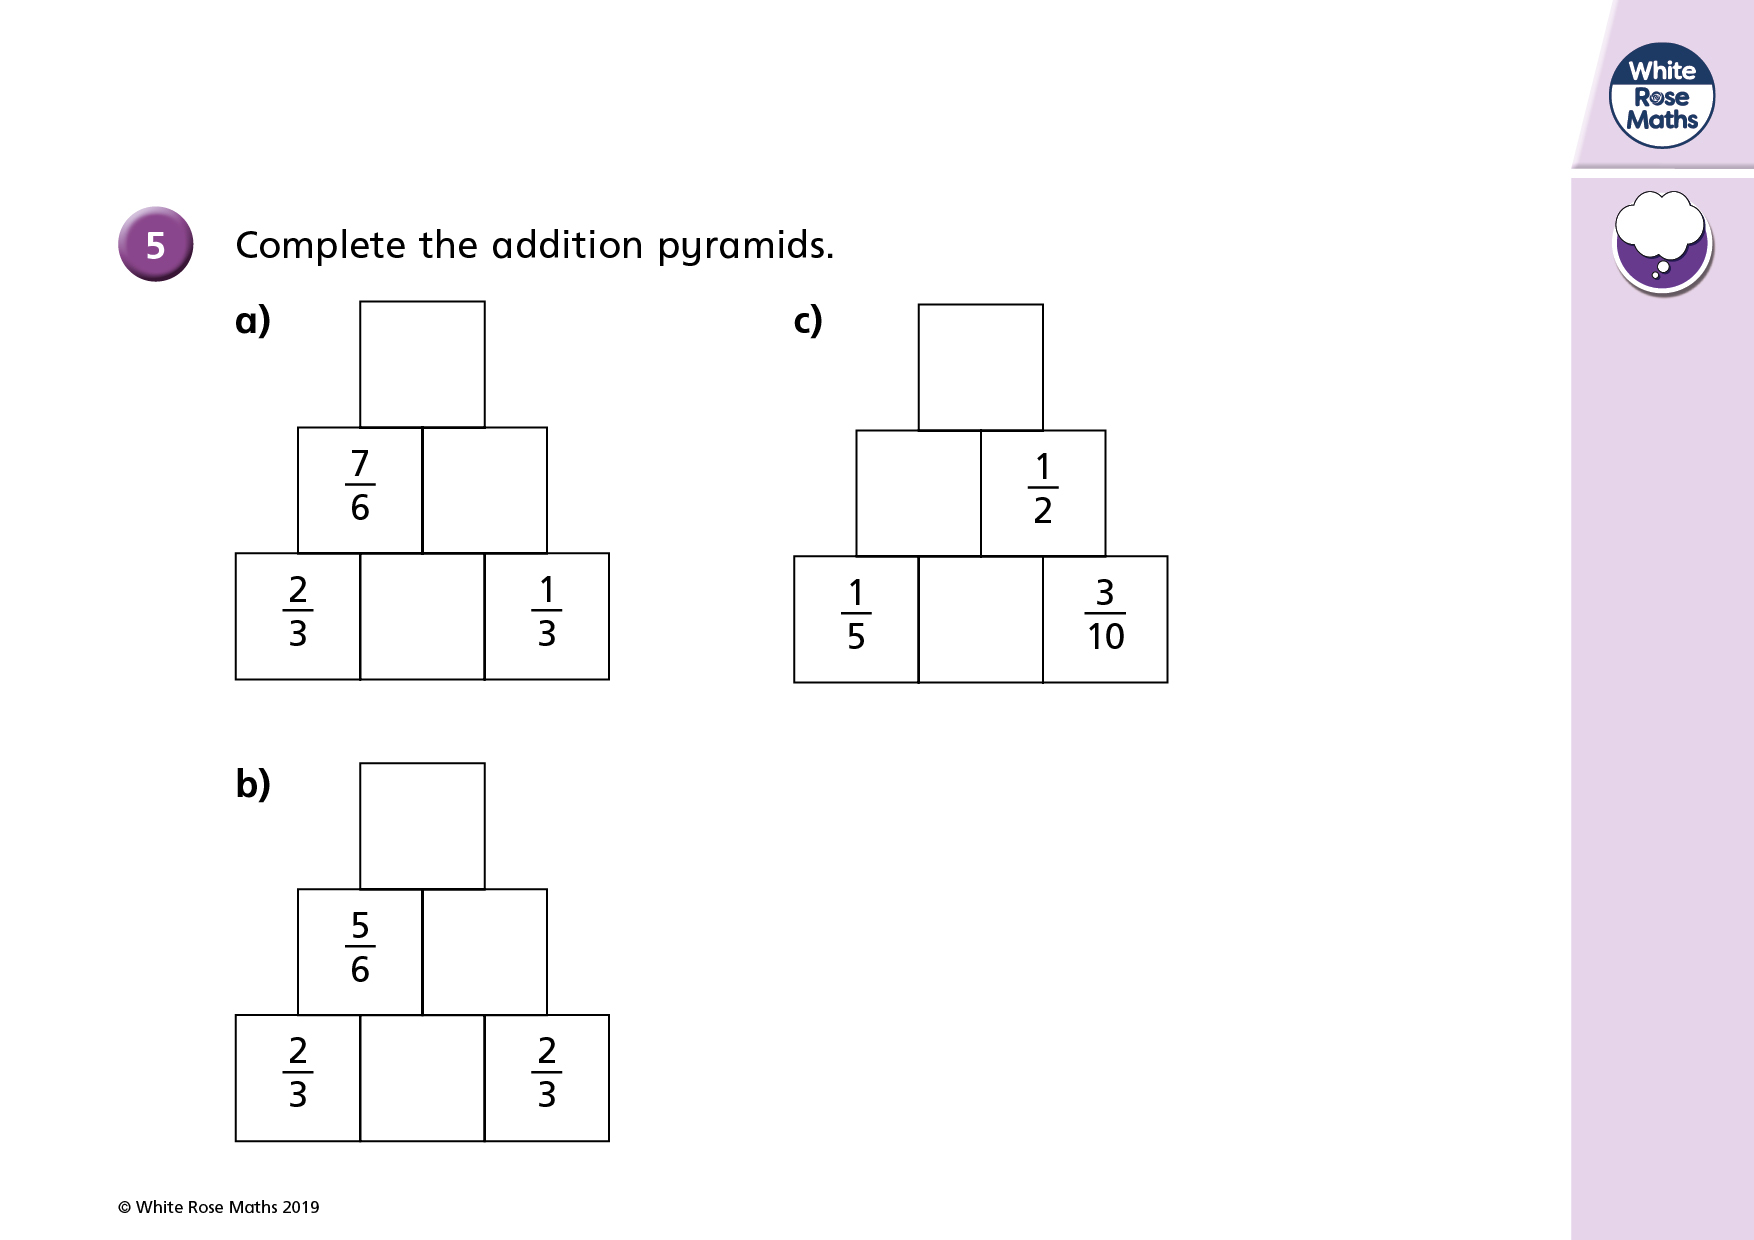 White
Rose
Maths
5 Complete the addition pyramids.
a)
7/6
2/3 1/3
b)
5/6
2/3 2/3
c)
1/2
1/5 3/10
© White Rose Maths 2019